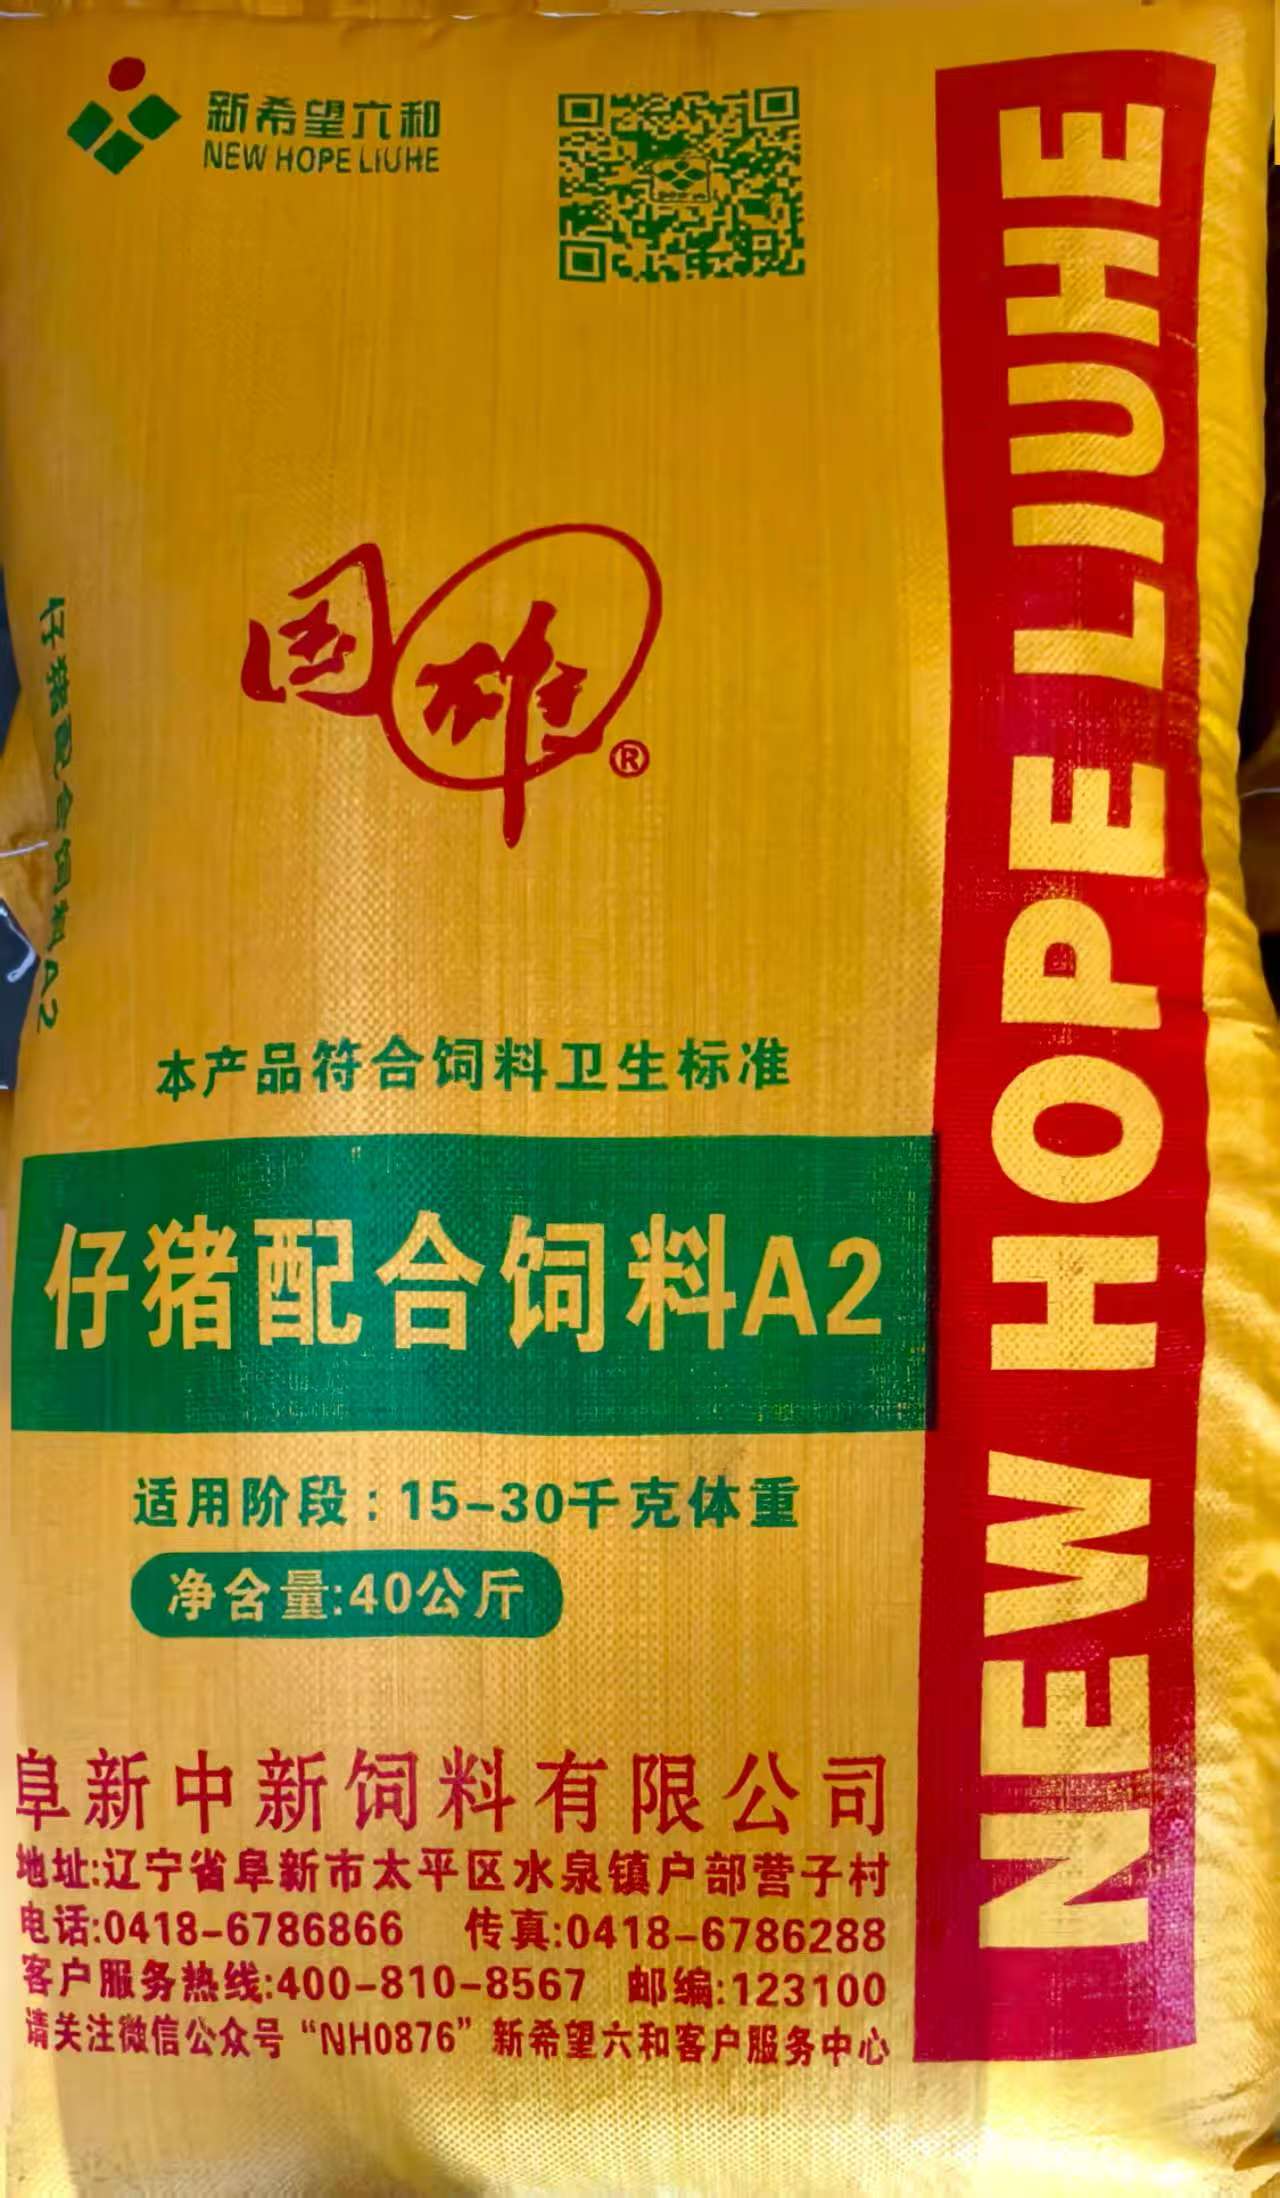 新希望六和
NEW HOPE LIUHE
国雄®
仔猪配合饲料A2
本产品符合饲料卫生标准
仔猪配合饲料A2
适用阶段：15-30千克体重
净含量:40公斤
阜新中新饲料有限公司
地址:辽宁省阜新市太平区水泉镇户部营子村
电话:0418-6786866 传真:0418-6786288
客户服务热线:400-810-8567 邮编:123100
请关注微信公众号“NH0876”新希望六和客户服务中心
NEW HOPE LIUHE